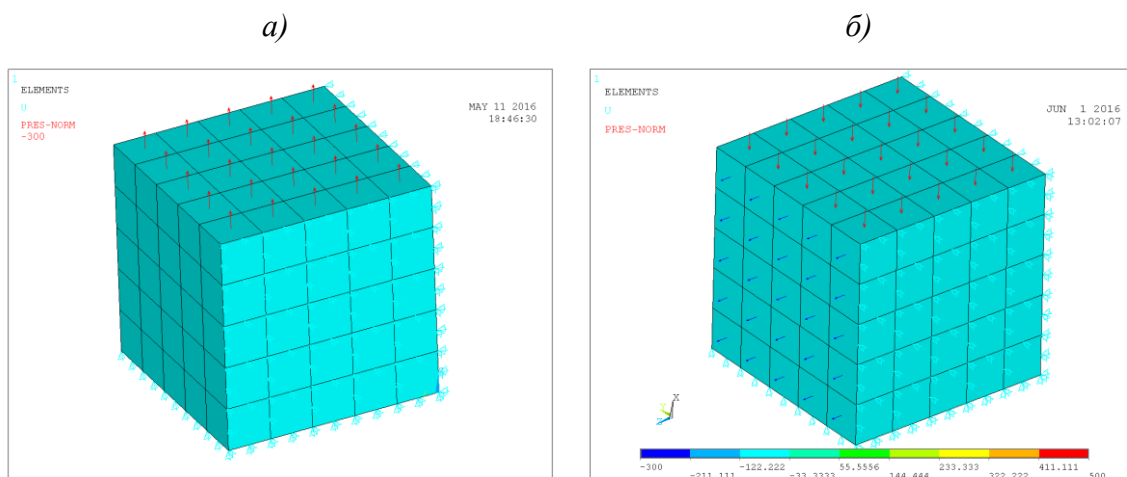 а)
б)
1
ELEMENTS
U
PRES-NORM
-300
MAY 11 2016
18:46:30
1
ELEMENTS
U
PRES-NORM
JUN 1 2016
13:02:07
X
Y
Z
-300
-211.111
-122.222
-33.3333
55.5556
144.444
233.333
322.222
411.111
500